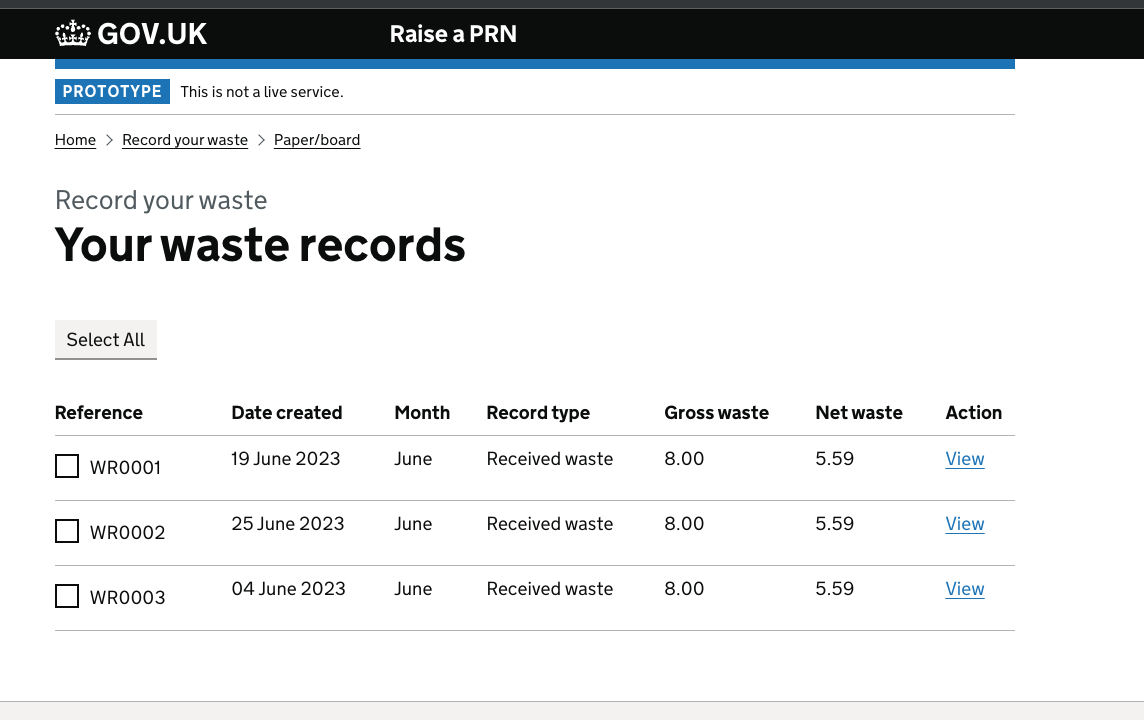 GOV.UK Raise a PRN
PROTOTYPE This is not a live service.
Home > Record your waste > Paper/board
Record your waste
Your waste records
Select All
Reference Date created Month Record type Gross waste Net waste Action
WR0001 19 June 2023 June Received waste 8.00 5.59 View
WR0002 25 June 2023 June Received waste 8.00 5.59 View
WR0003 04 June 2023 June Received waste 8.00 5.59 View